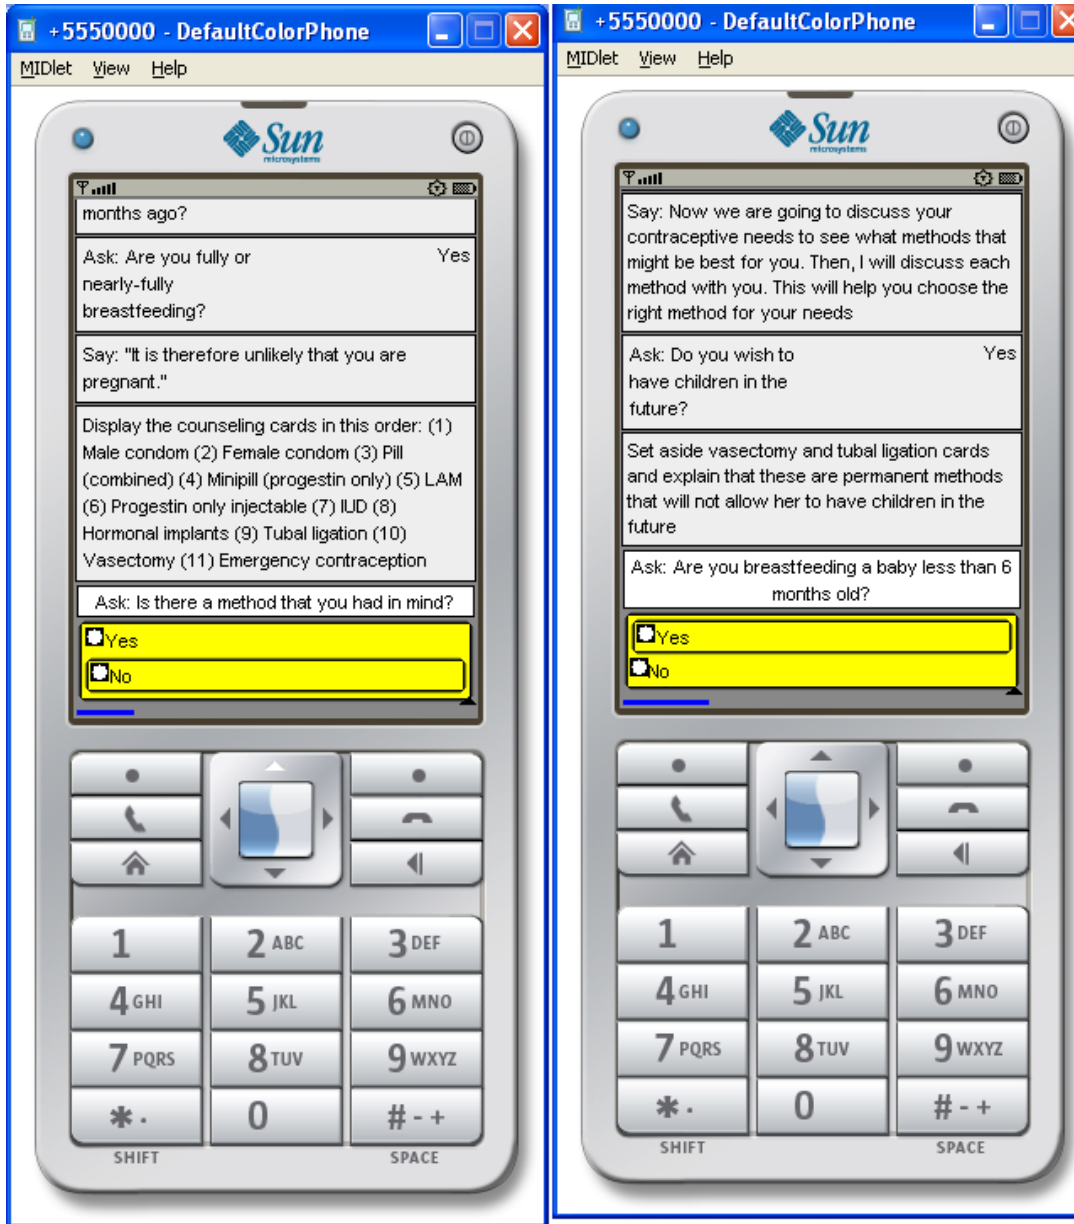 +5550000 - DefaultColorPhone
MIDlet View Help
Sun
microsystems
months ago?
Ask: Are you fully or Yes
nearly-fully
breastfeeding?
Say: "It is therefore unlikely that you are
pregnant."
Display the counseling cards in this order: (1)
Male condom (2) Female condom (3) Pill
(combined) (4) Minipill (progestin only) (5) LAM
(6) Progestin only injectable (7) IUD (8)
Hormonal implants (9) Tubal ligation (10)
Vasectomy (11) Emergency contraception
Ask: Is there a method that you had in mind?
Yes
No
1 2 ABC 3 DEF
4 GHI 5 JKL 6 MNO
7 PQRS 8 TUV 9 WXYZ
* . 0 # - +
SHIFT SPACE
+5550000 - DefaultColorPhone
MIDlet View Help
Sun
microsystems
Say: Now we are going to discuss your
contraceptive needs to see what methods that
might be best for you. Then, I will discuss each
method with you. This will help you choose the
right method for your needs
Ask: Do you wish to Yes
have children in the
future?
Set aside vasectomy and tubal ligation cards
and explain that these are permanent methods
that will not allow her to have children in the
future
Ask: Are you breastfeeding a baby less than 6
months old?
Yes
No
1 2 ABC 3 DEF
4 GHI 5 JKL 6 MNO
7 PQRS 8 TUV 9 WXYZ
* . 0 # - +
SHIFT SPACE